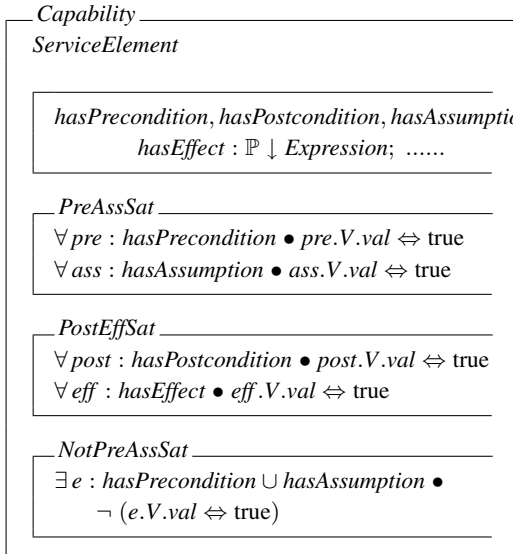 Capability
ServiceElement
hasPrecondition, hasPostcondition, hasAssumptio
hasEffect : ℙ ↓ Expression; ......
PreAssSat
∀ pre : hasPrecondition • pre.V.val ⇔ true
∀ ass : hasAssumption • ass.V.val ⇔ true
PostEffSat
∀ post : hasPostcondition • post.V.val ⇔ true
∀ eff : hasEffect • eff.V.val ⇔ true
NotPreAssSat
∃ e : hasPrecondition ∪ hasAssumption •
¬ (e.V.val ⇔ true)